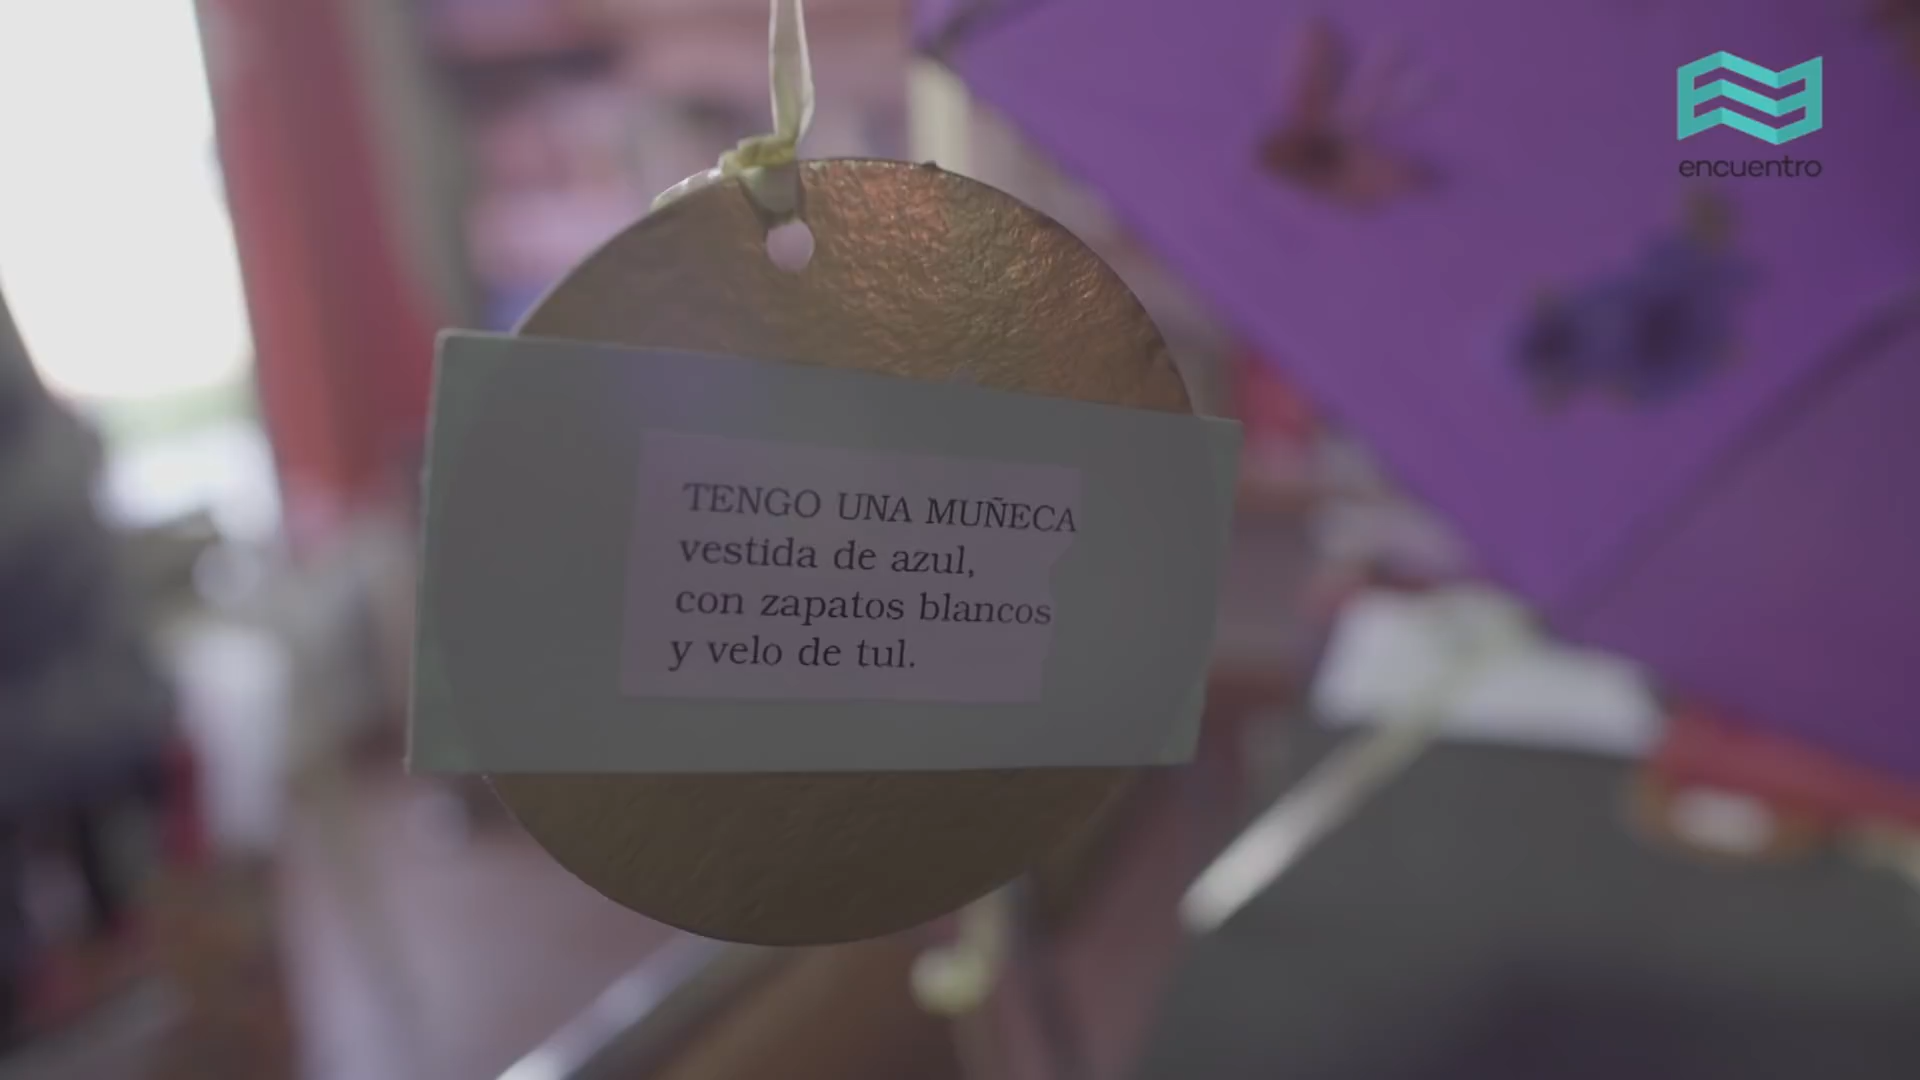 encuentro
TENGO UNA MUÑECA
vestida de azul,
con zapatos blancos
y velo de tul.